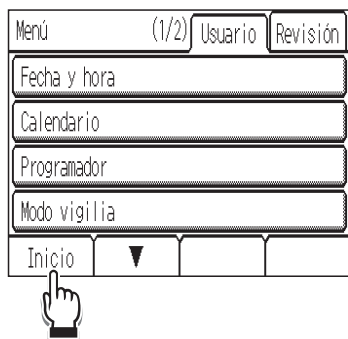 Menú (1/2) Usuario Revisión
Fecha y hora
Calendario
Programador
Modo vigilia
Inicio ▼